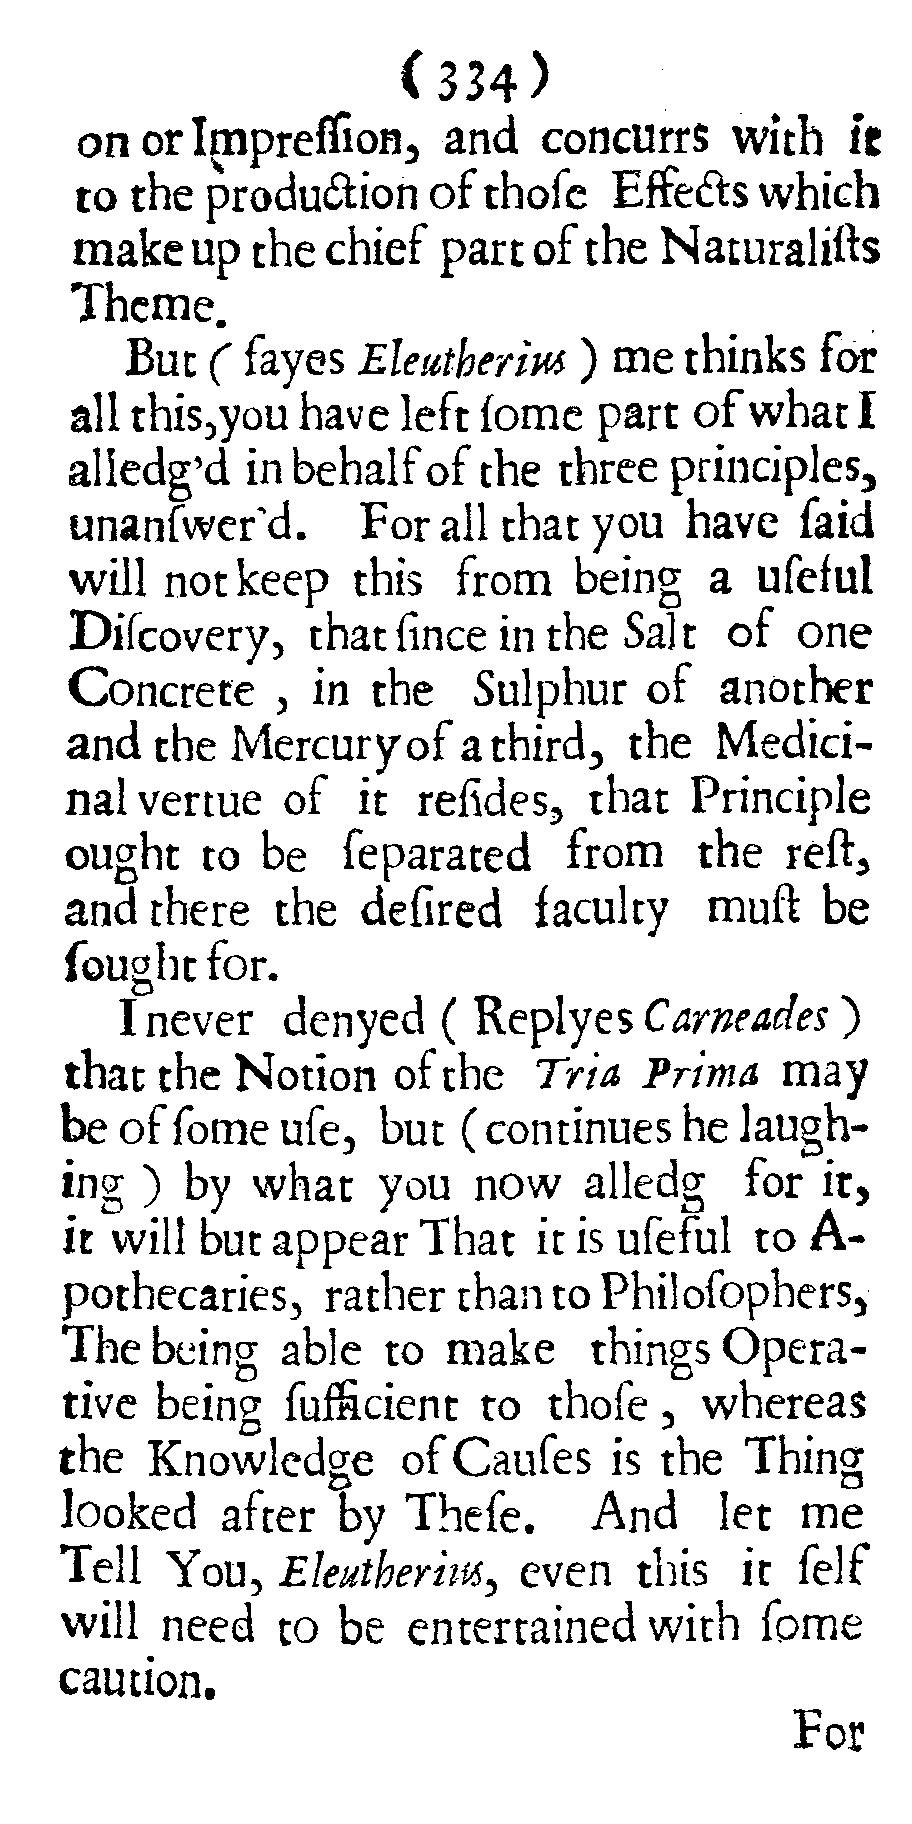 (334)
on or Impreſſion, and concurrs with it
to the production of thoſe Effects which
make up the chief part of the Naturaliſts
Theme.
But ( ſayes Eleutherius ) me thinks for
all this,you have left ſome part of what I
alledg'd in behalf of the three principles,
unanſwer'd. For all that you have ſaid
will not keep this from being a uſeful
Diſcovery, that ſince in the Salt of one
Concrete , in the Sulphur of another
and the Mercury of a third, the Medici-
nal vertue of it reſides, that Principle
ought to be ſeparated from the reſt,
and there the deſired faculty muſt be
ſought for.
I never denyed ( Replyes Carneades )
that the Notion of the Tria Prima may
be of ſome uſe, but ( continues he laugh-
ing ) by what you now alledg for it,
it will but appear That it is uſeful to A-
pothecaries, rather than to Philoſophers,
The being able to make things Opera-
tive being ſufficient to thoſe , whereas
the Knowledge of Cauſes is the Thing
looked after by Theſe. And let me
Tell You, Eleutherius, even this it ſelf
will need to be entertained with ſome
caution.
For